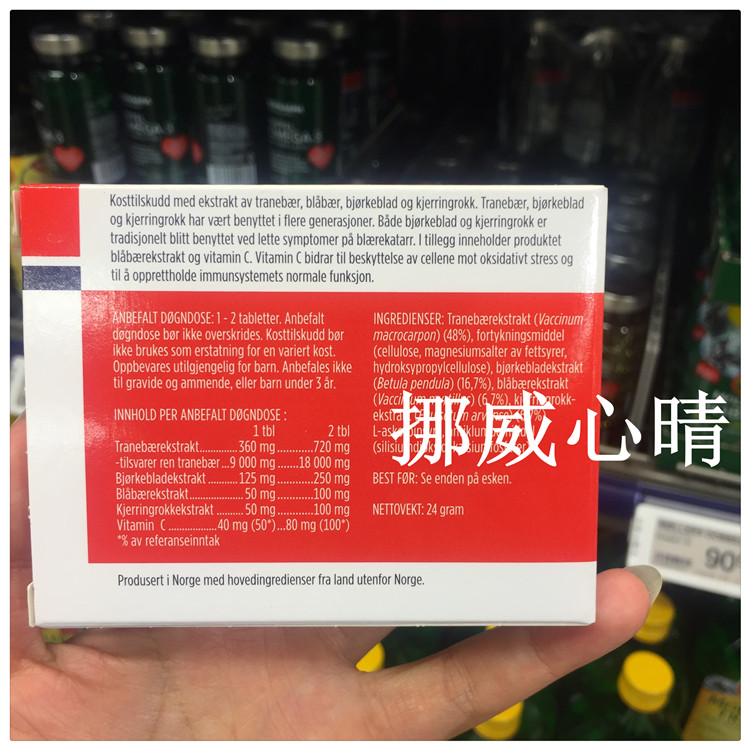 Kosttilskudd med ekstrakt av tranebær, blåbær, bjørkeblad og kjerringrokk. Tranebær, bjørkeblad
og kjerringrokk har vært benyttet i flere generasjoner. Både bjørkeblad og kjerringrokk er
tradisjonelt blitt benyttet ved lette symptomer på blærekatarr. I tillegg inneholder produktet
blåbærekstrakt og vitamin C. Vitamin C bidrar til beskyttelse av cellene mot oksidativt stress og
til å opprettholde immunsystemets normale funksjon.
ANBEFALT DØGNDOSE: 1 - 2 tabletter. Anbefalt
døgndose bør ikke overskrides. Kosttilskudd bør
ikke brukes som erstatning for en variert kost.
Oppbevares utilgjengelig for barn. Anbefales ikke
til gravide og ammende, eller barn under 3 år.
INNHOLD PER ANBEFALT DØGNDOSE :
1 tbl 2 tbl
Tranebærekstrakt.............360 mg............720 mg
-tilsvarer ren tranebær...9 000 mg.......18 000 mg
Bjørkebladekstrakt..........125 mg............250 mg
Blåbærekstrakt..................50 mg............100 mg
Kjerringrokkekstrakt..........50 mg............100 mg
Vitamin C ..................40 mg (50*)...80 mg (100*)
*% av referanseinntak
INGREDIENSER: Tranebærekstrakt (Vaccinum
macrocarpon) (48%), fortykningsmiddel
(cellulose, magnesiumsalter av fettsyrer,
hydroksypropylcellulose), bjørkebladekstrakt
(Betula pendula) (16,7%), blåbærekstrakt
BEST FØR: Se enden på esken.
NETTOVEKT: 24 gram
Produsert i Norge med hovedingredienser fra land utenfor Norge.
挪威心晴
90